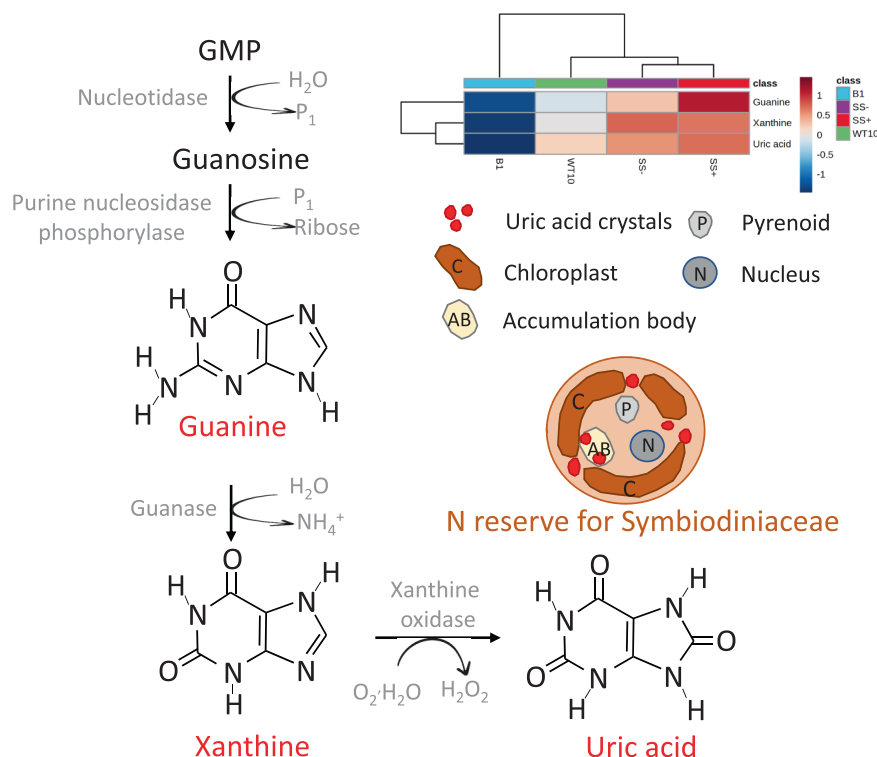 GMP
Nucleotidase
H₂O
P₁
Guanosine
Purine nucleosidase
phosphorylase
P₁
Ribose
O
H
N
N
H
N
H
N
N
H
Guanine
Guanase
H₂O
NH₄⁺
O
H
H
N
N
O
N
N
H
Xanthine
Xanthine
oxidase
O₂,H₂O
H₂O₂
O
H
H
N
N
O
O
N
N
H
H
Uric acid
class
Guanine
Xanthine
Uric acid
B1
WT10
SS-
SS+
1
0.5
0
-0.5
-1
class
B1
SS-
SS+
WT10
Uric acid crystals
P
Pyrenoid
C
Chloroplast
N
Nucleus
AB
Accumulation body
C
P
AB
N
C
N reserve for Symbiodiniaceae